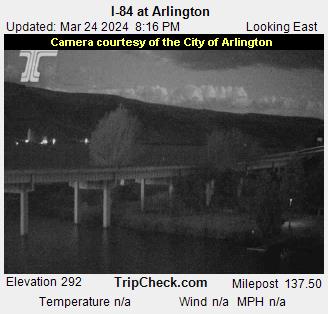 I-84 at Arlington
Updated: Mar 24 2024 8:16 PM Looking East
Camera courtesy of the City of Arlington
Elevation 292 TripCheck.com Milepost 137.50
Temperature n/a Wind n/a MPH n/a